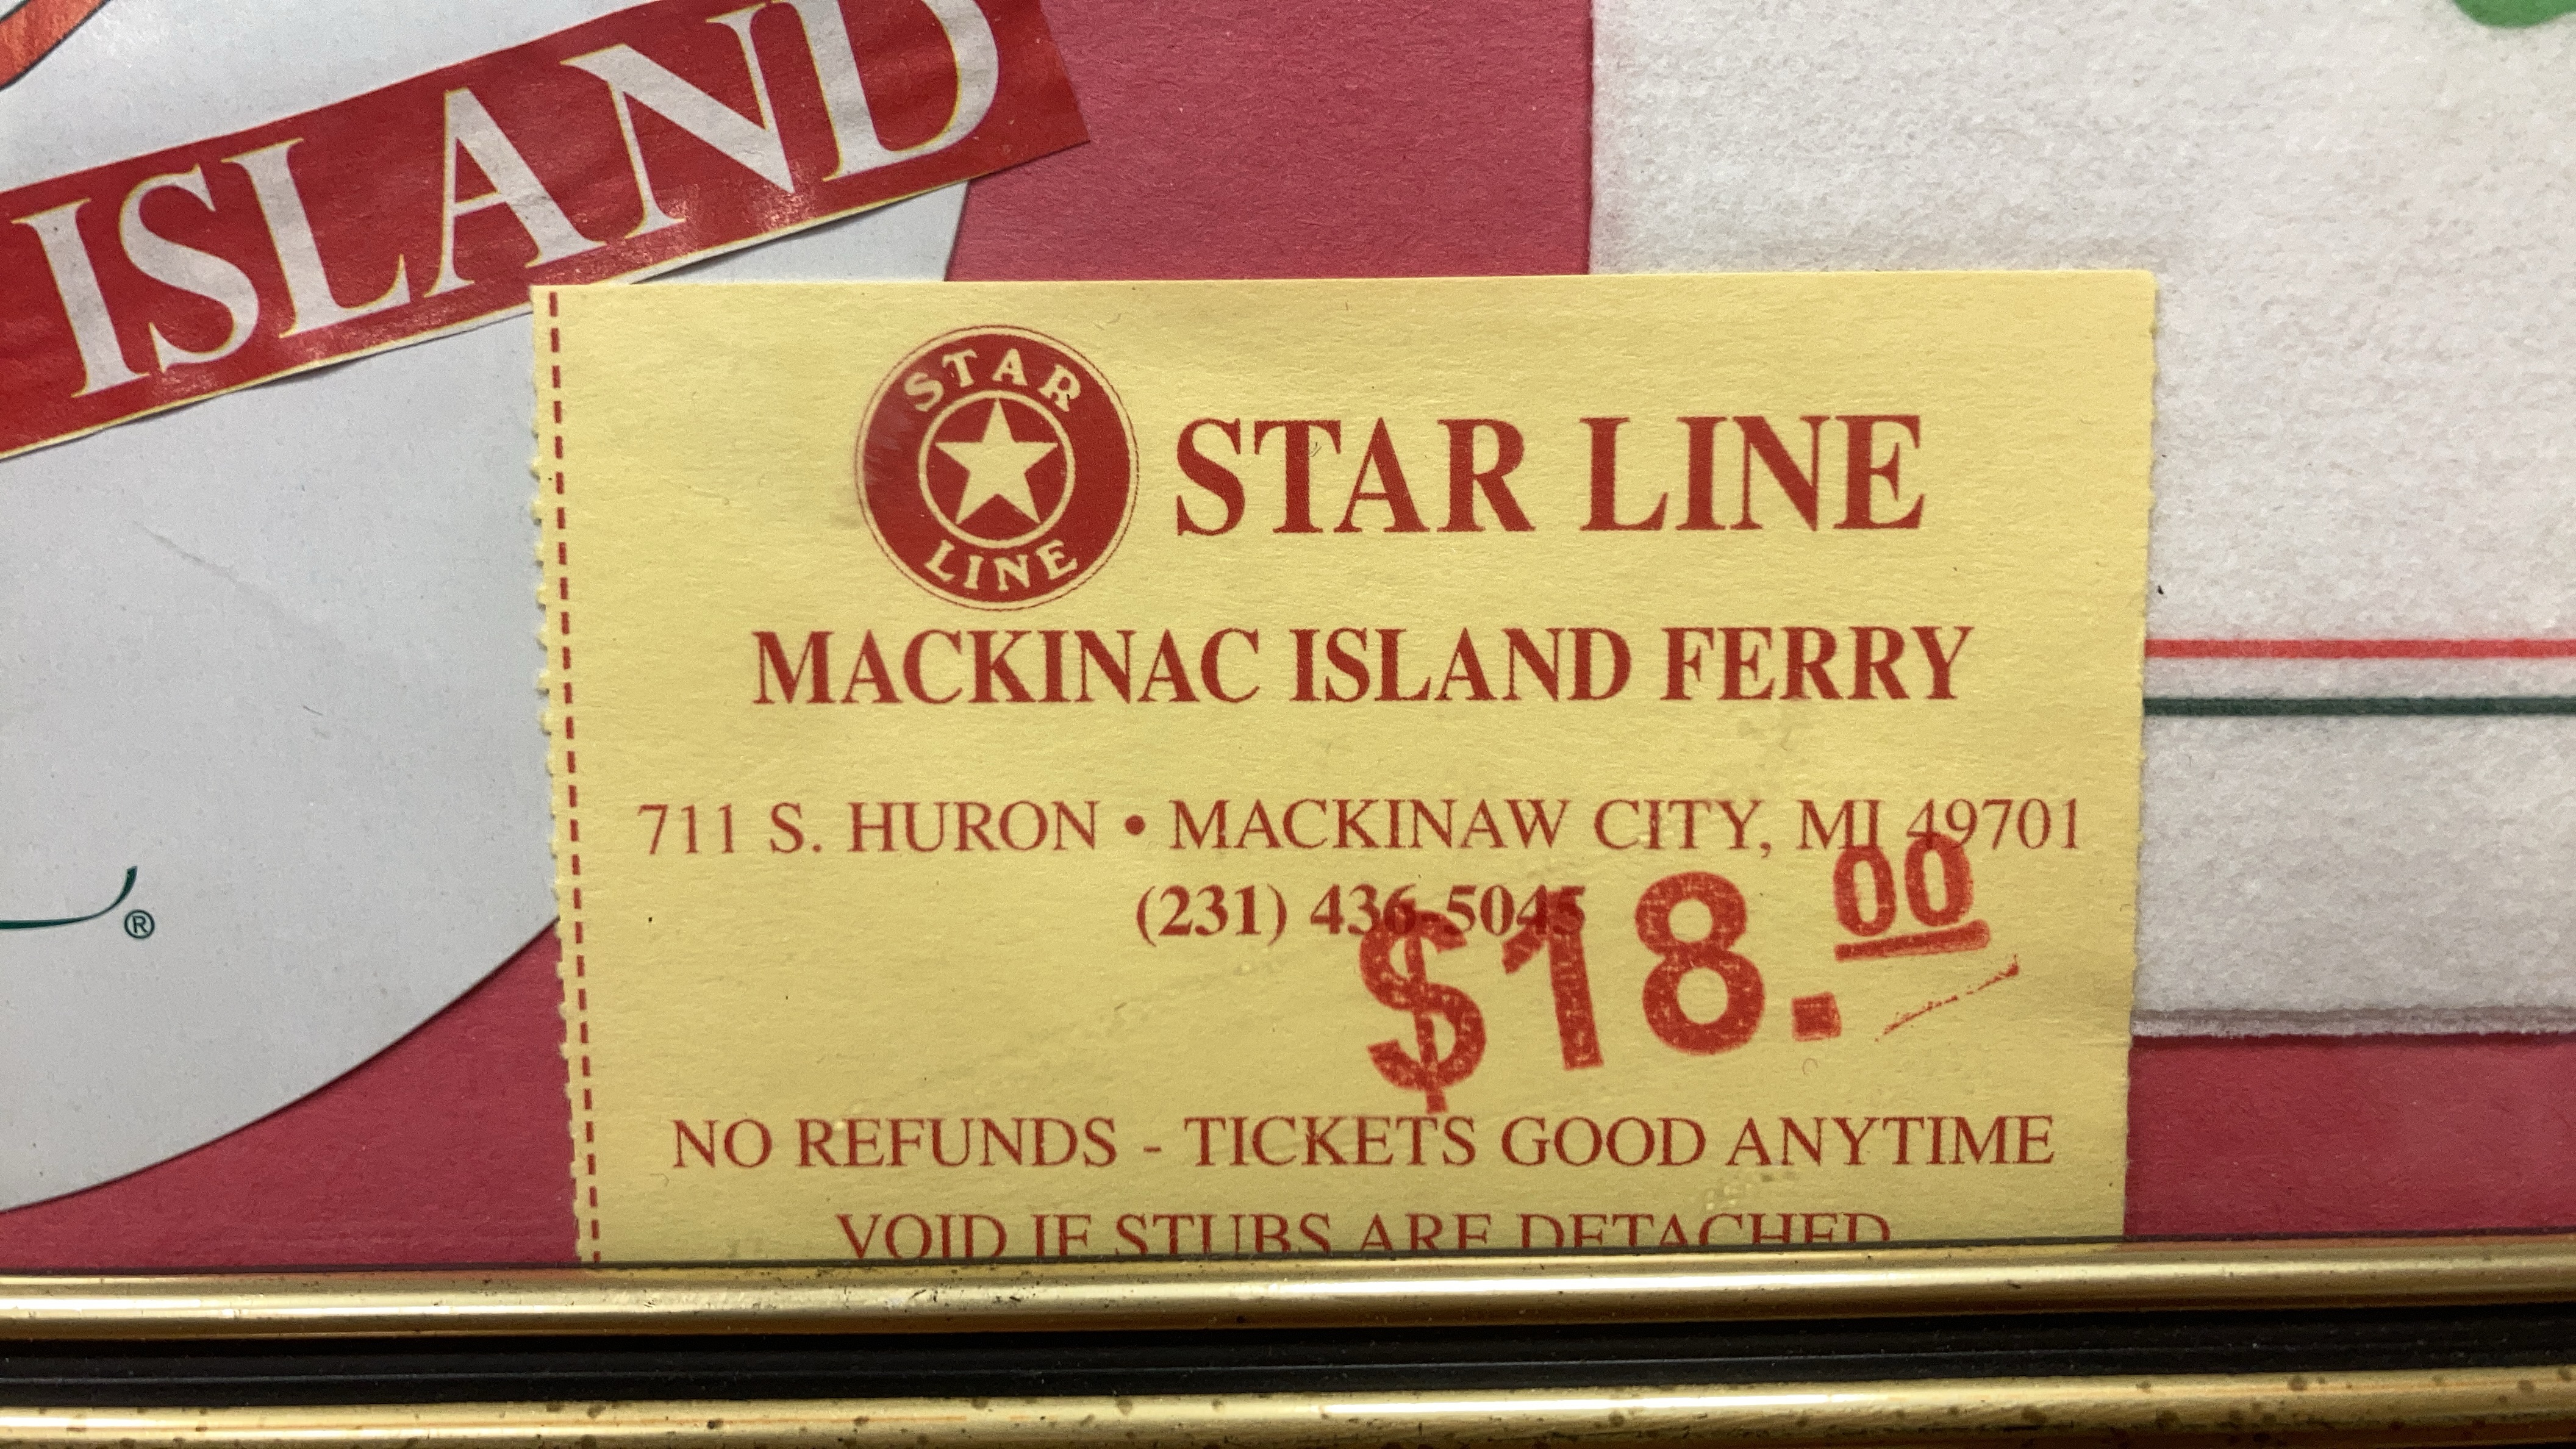 ISLAND
STAR LINE
STAR LINE
MACKINAC ISLAND FERRY
711 S. HURON • MACKINAW CITY, MI 49701
(231) 436-5045
$18.00
NO REFUNDS - TICKETS GOOD ANYTIME
VOID IF STUBS ARE DETACHED
®